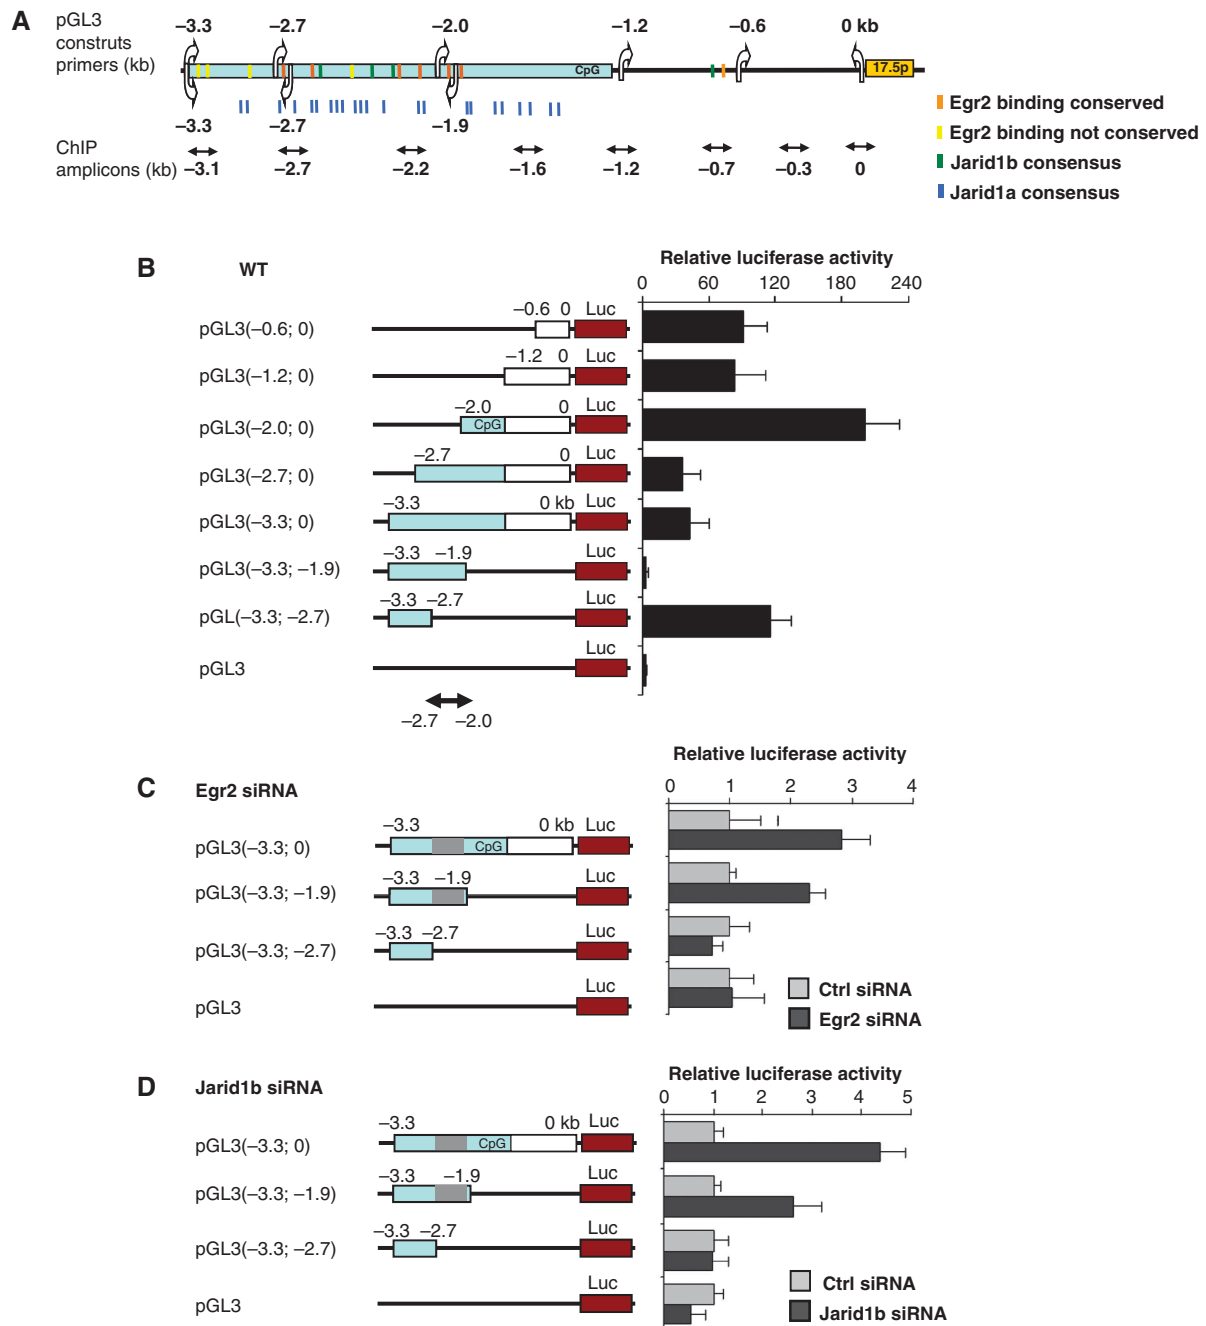 A
pGL3
construts
primers (kb)
−3.3 −2.7 −2.0 −1.2 −0.6 0 kb
CpG
17.5p
−3.3 −2.7 −1.9
ChIP
amplicons (kb)
−3.1 −2.7 −2.2 −1.6 −1.2 −0.7 −0.3 0
Egr2 binding conserved
Egr2 binding not conserved
Jarid1b consensus
Jarid1a consensus
B
WT
Relative luciferase activity
0 60 120 180 240
pGL3(−0.6; 0)
−0.6 0 Luc
pGL3(−1.2; 0)
−1.2 0 Luc
pGL3(−2.0; 0)
−2.0 0 Luc
CpG
pGL3(−2.7; 0)
−2.7 0 Luc
pGL3(−3.3; 0)
−3.3 0 kb Luc
pGL3(−3.3; −1.9)
−3.3 −1.9 Luc
pGL(−3.3; −2.7)
−3.3 −2.7 Luc
pGL3
Luc
−2.7 −2.0
C
Egr2 siRNA
Relative luciferase activity
0 1 2 3 4
pGL3(−3.3; 0)
−3.3 0 kb Luc
CpG
pGL3(−3.3; −1.9)
−3.3 −1.9 Luc
pGL3(−3.3; −2.7)
−3.3 −2.7 Luc
pGL3
Luc
Ctrl siRNA
Egr2 siRNA
D
Jarid1b siRNA
Relative luciferase activity
0 1 2 3 4 5
pGL3(−3.3; 0)
−3.3 0 kb Luc
CpG
pGL3(−3.3; −1.9)
−3.3 −1.9 Luc
pGL3(−3.3; −2.7)
−3.3 −2.7 Luc
pGL3
Luc
Ctrl siRNA
Jarid1b siRNA